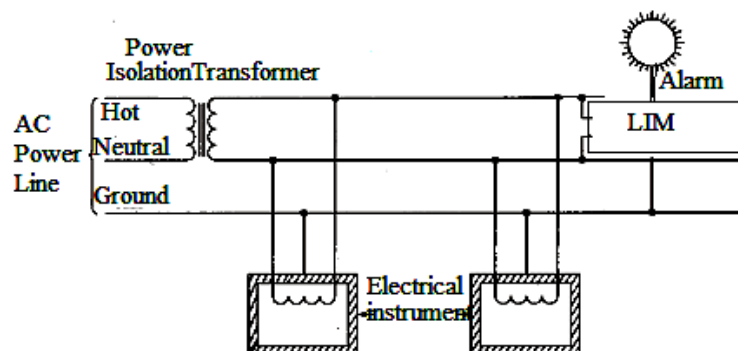 Power
IsolationTransformer
Alarm
AC
Power
Line
Hot
Neutral
Ground
LIM
Electrical
instrument